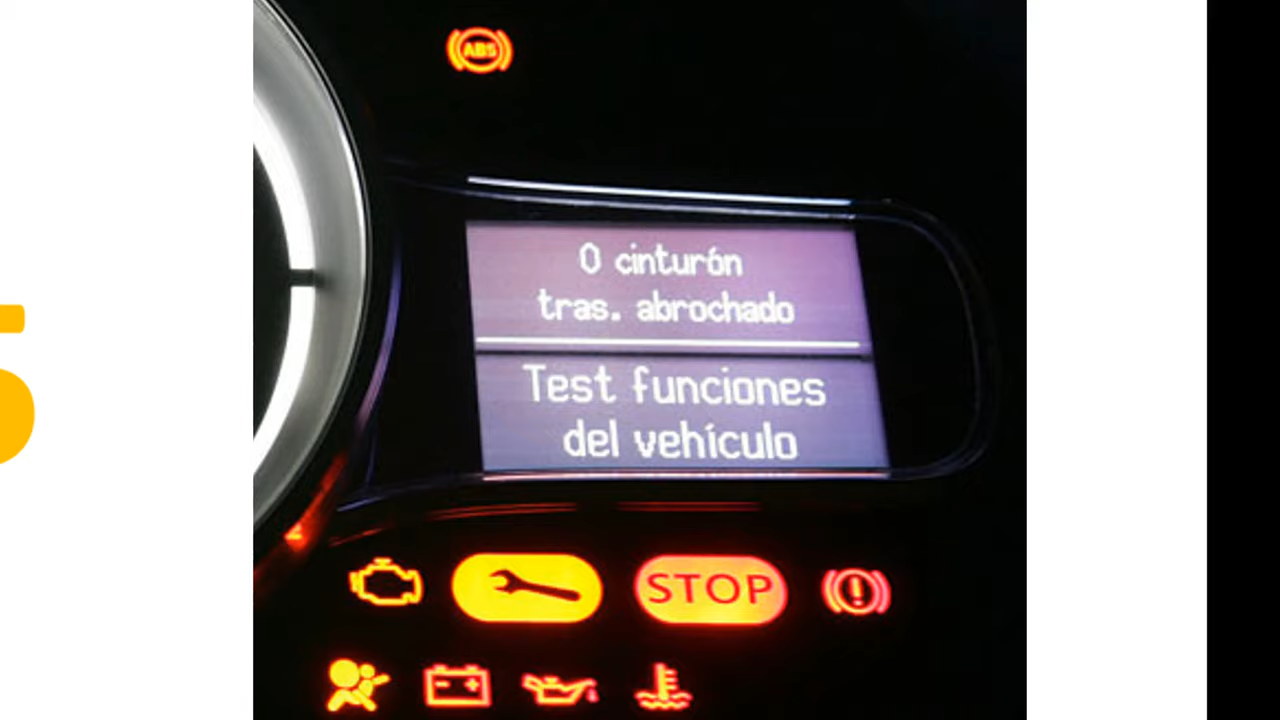 ABS
0 cinturón
tras. abrochado
Test funciones
del vehículo
STOP